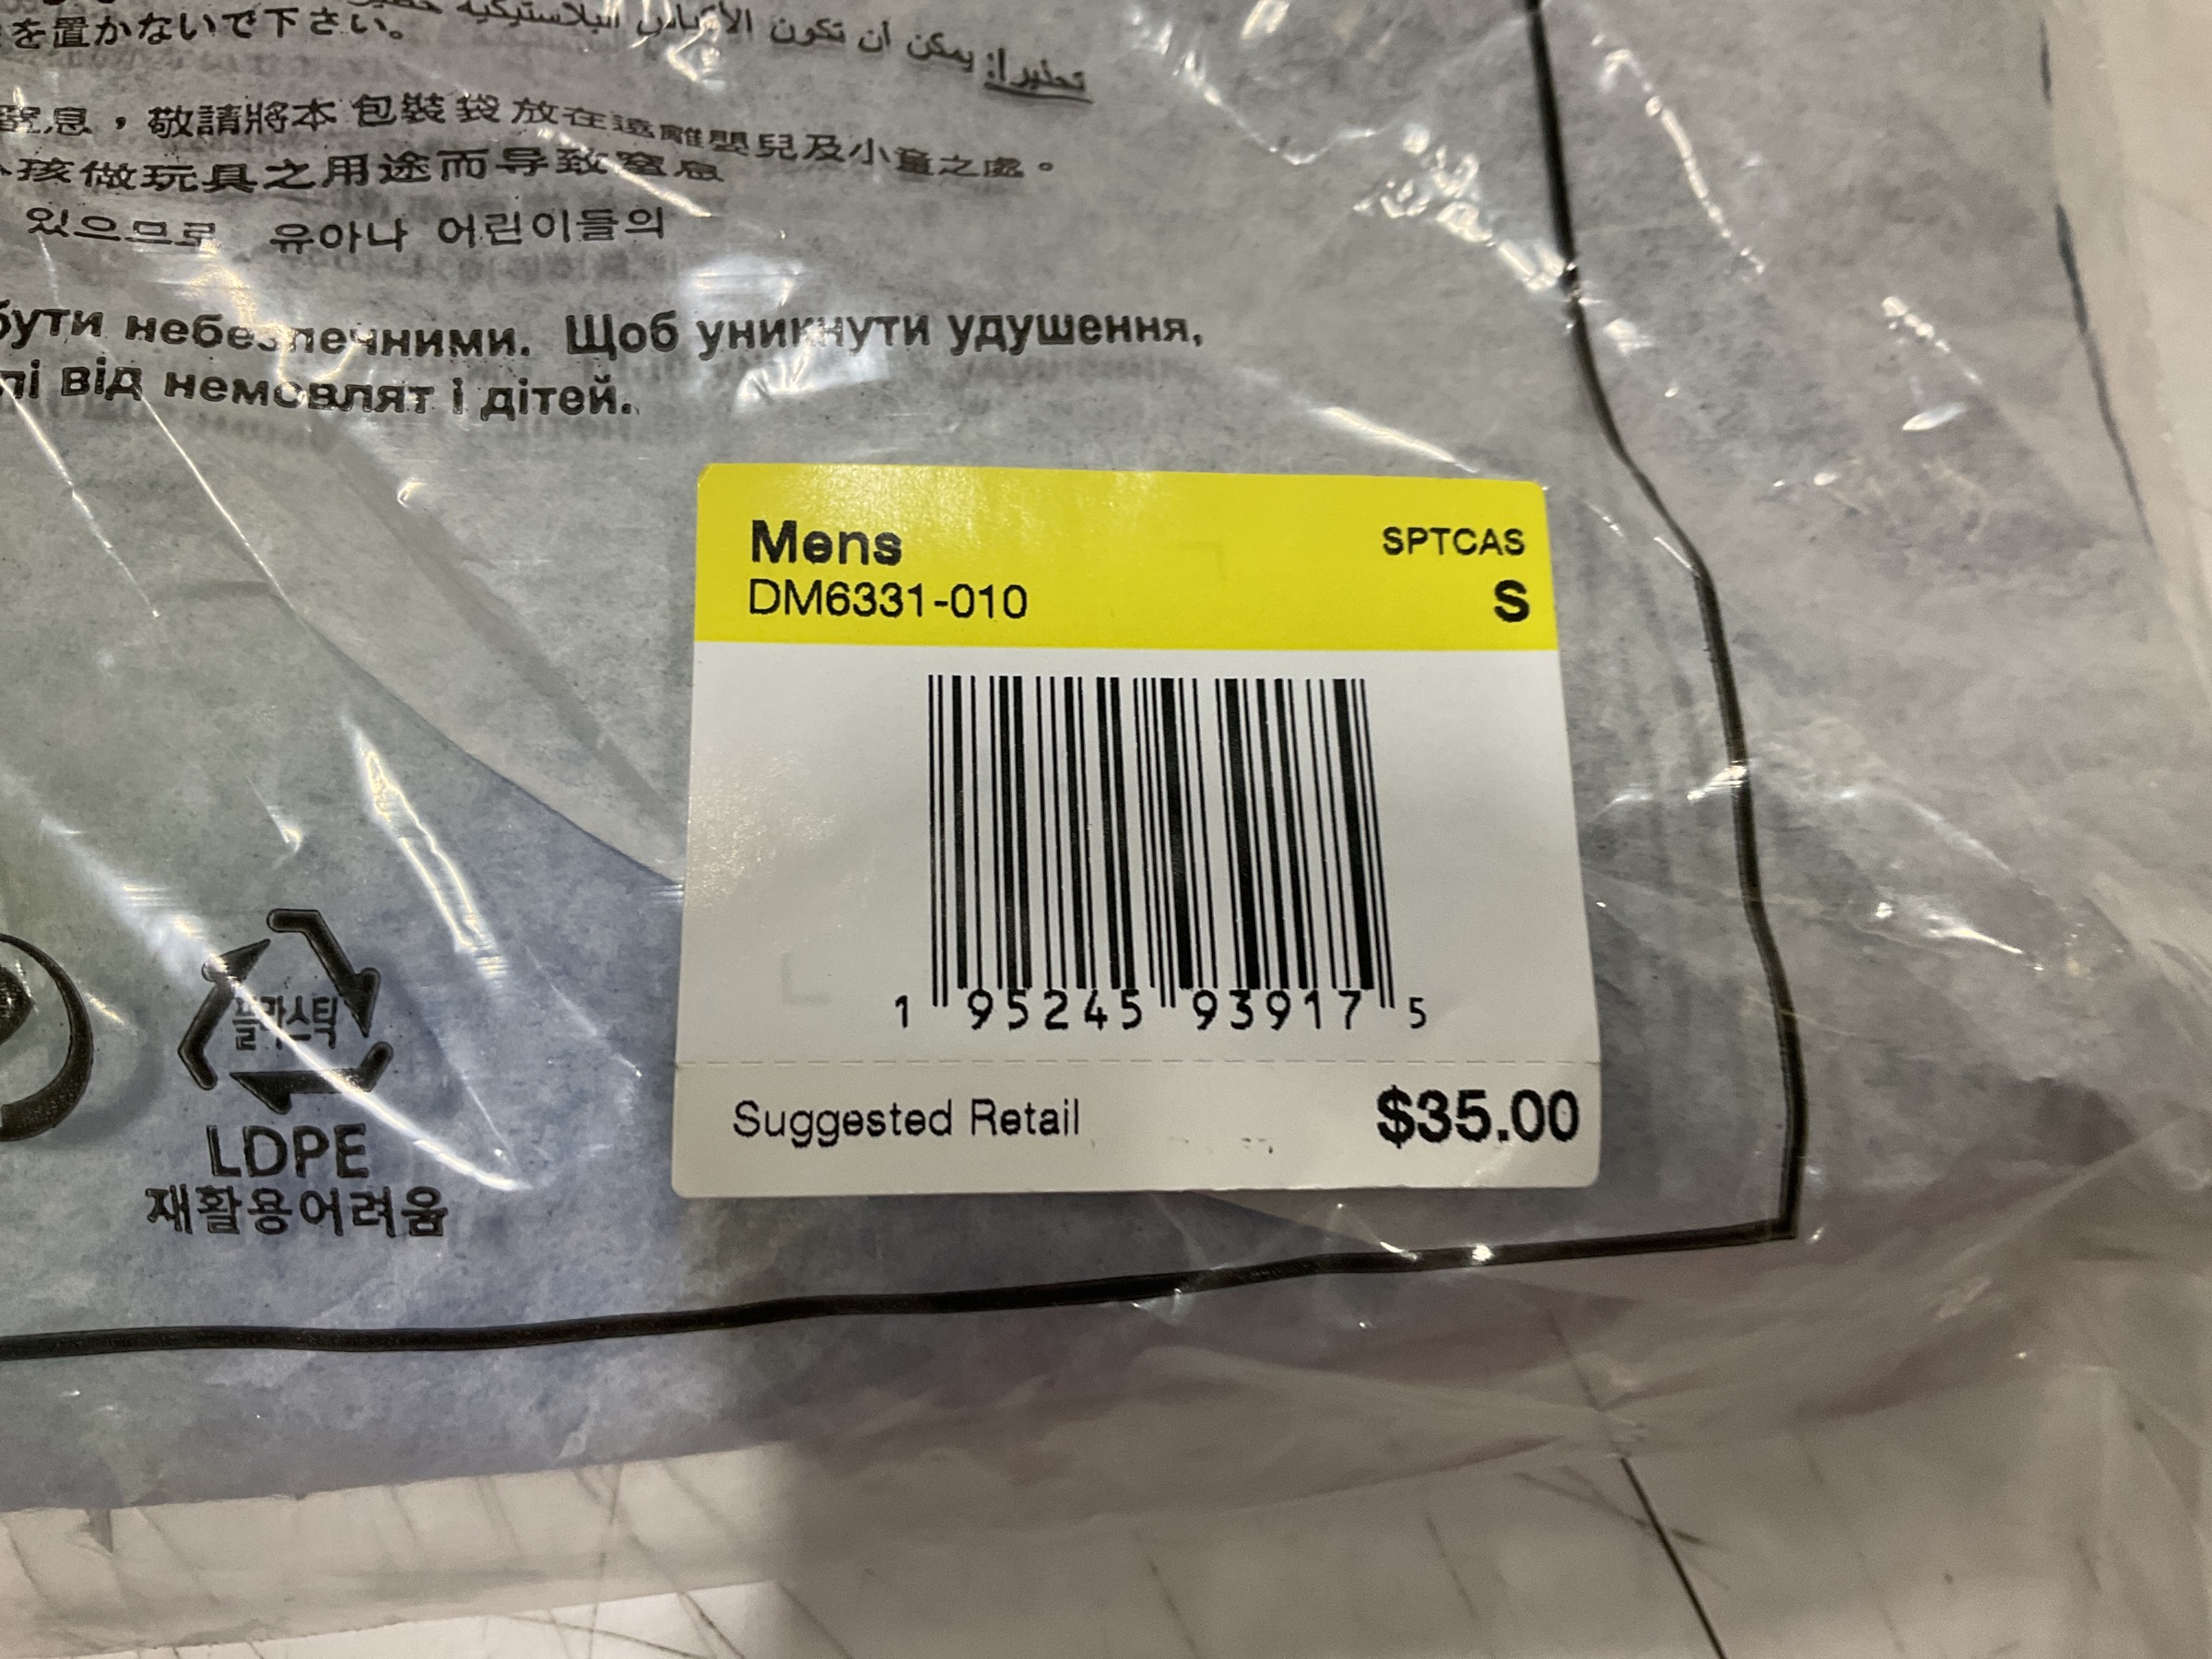 を置かないで下さい。
تحذير!: يمكن أن تكون الأكياس البلاستيكية
窒息，敬請將本包裝袋放在遠離嬰兒及小童之處。
小孩做玩具之用途而导致窒息
있으므로 유아나 어린이들의
бути небезпечними. Щоб уникнути удушення,
лі від немовлят і дітей.
Mens SPTCAS
DM6331-010 S
1 95245 93917 5
Suggested Retail $35.00
플라스틱
LDPE
재활용어려움